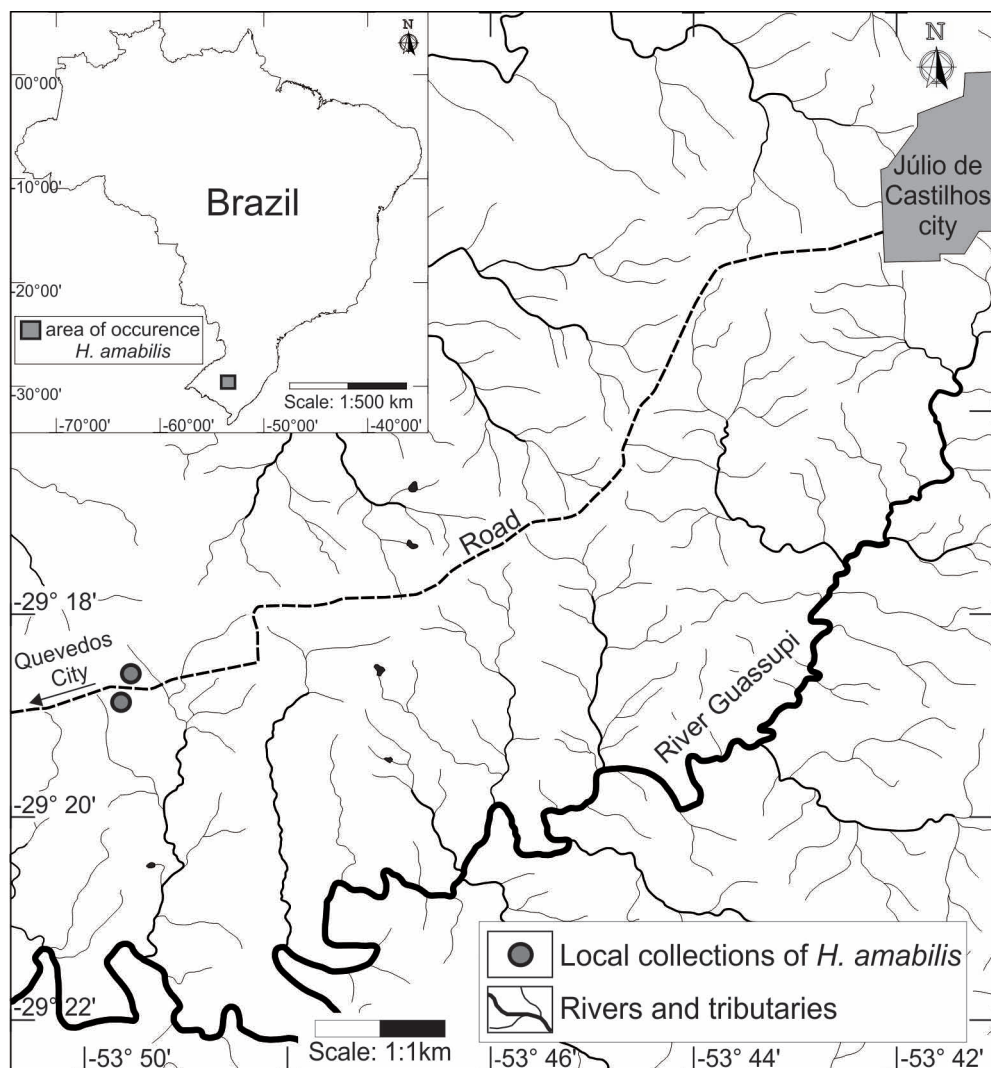 N
00°00'
-10°00'
-20°00'
-30°00'
Brazil
area of occurence
H. amabilis
Scale: 1:500 km
-70°00'
-60°00'
-50°00'
-40°00'
N
Júlio de
Castilhos
city
Road
-29° 18'
Quevedos
City
River Guassupi
-29° 20'
-29° 22'
Local collections of H. amabilis
Rivers and tributaries
Scale: 1:1km
-53° 50'
-53° 46'
-53° 44'
-53° 42'